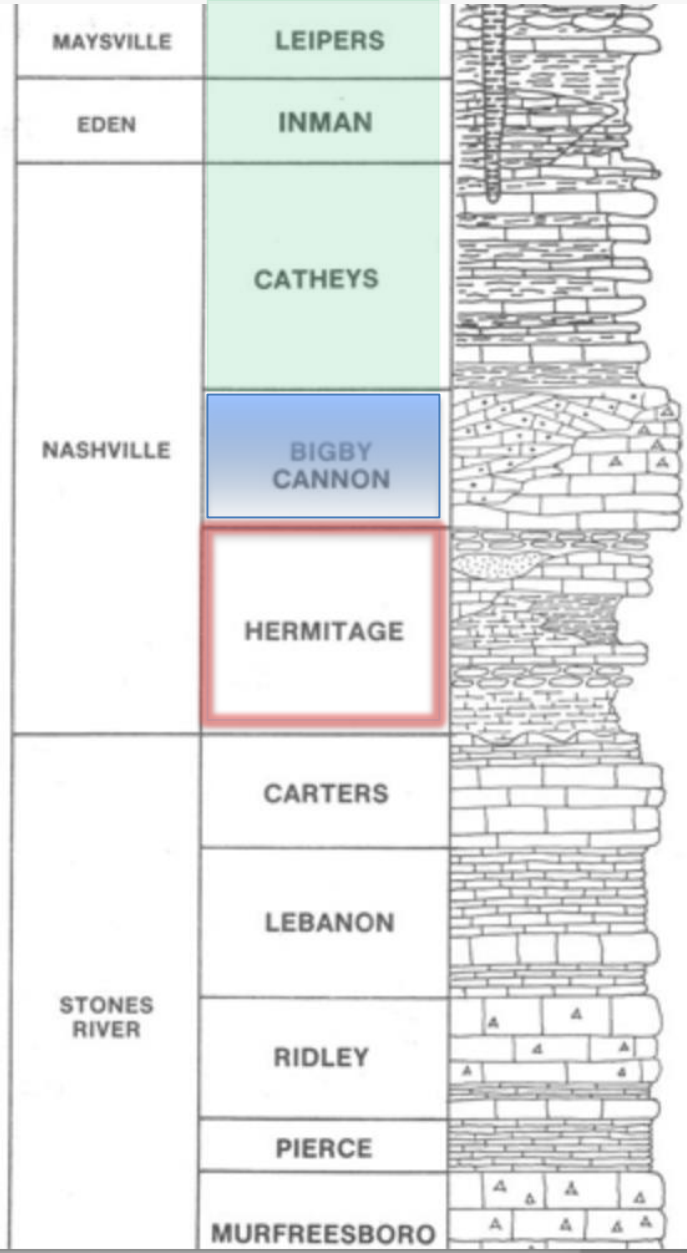 MAYSVILLE
LEIPERS
EDEN
INMAN
NASHVILLE
CATHEYS
BIGBY
CANNON
HERMITAGE
STONES
RIVER
CARTERS
LEBANON
RIDLEY
PIERCE
MURFREESBORO